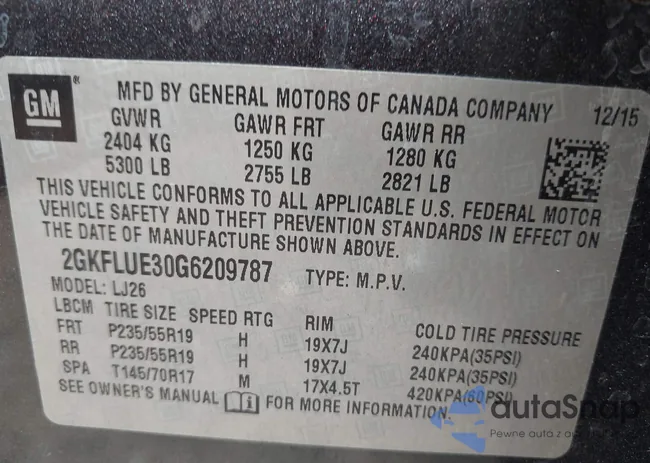 GM
®
MFD BY GENERAL MOTORS OF CANADA COMPANY 12/15
GVWR GAWR FRT GAWR RR
2404 KG 1250 KG 1280 KG
5300 LB 2755 LB 2821 LB
THIS VEHICLE CONFORMS TO ALL APPLICABLE U.S. FEDERAL MOTOR
VEHICLE SAFETY AND THEFT PREVENTION STANDARDS IN EFFECT ON
THE DATE OF MANUFACTURE SHOWN ABOVE.
2GKFLUE30G6209787 TYPE: M.P.V.
MODEL: LJ26
LBCM TIRE SIZE SPEED RTG RIM COLD TIRE PRESSURE
FRT P235/55R19 H 19X7J 240KPA(35PSI)
RR P235/55R19 H 19X7J 240KPA(35PSI)
SPA T145/70R17 M 17X4.5T 420KPA(60PSI)
SEE OWNER'S MANUAL FOR MORE INFORMATION.
autaSnap
Pewne auta z